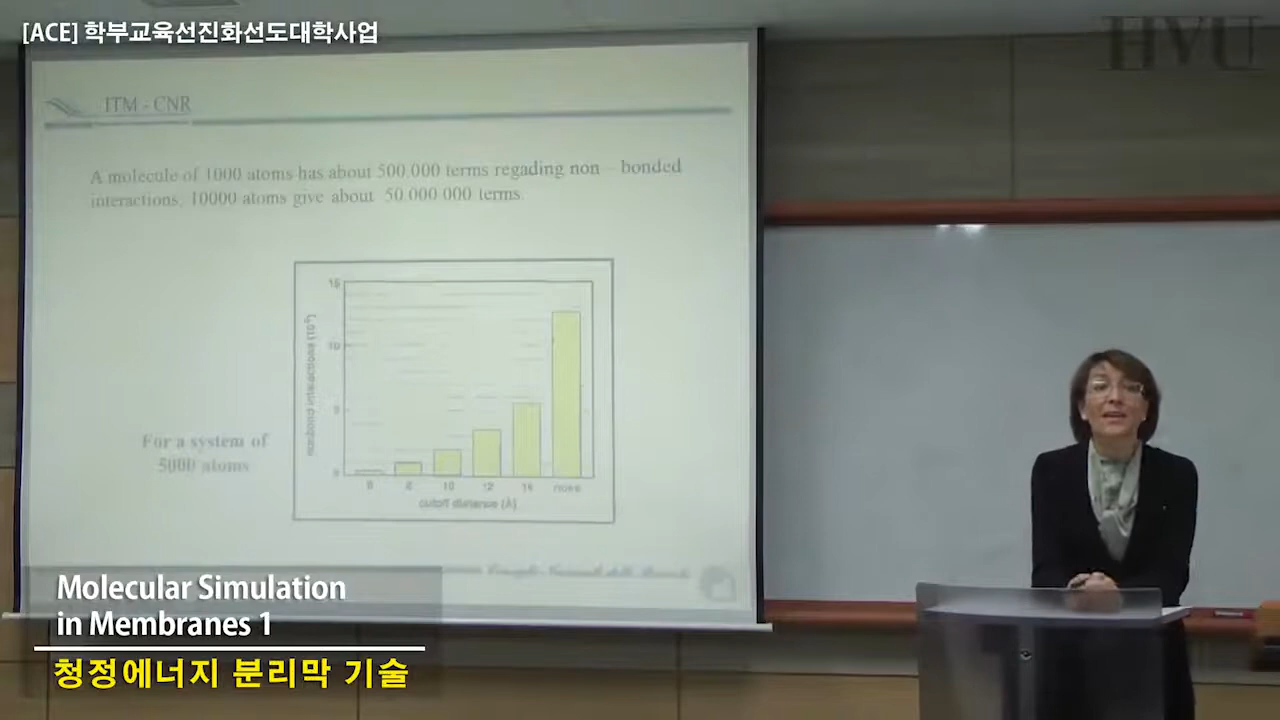 [ACE] 학부교육선진화선도대학사업
HYU
ITM - CNR
A molecule of 1000 atoms has about 500.000 terms regading non - bonded
interactions, 10000 atoms give about 50.000.000 terms.
15
10
5
0
nonbond interactions
8
10
12
14
none
cutoff distance (Å)
For a system of
5000 atoms
Molecular Simulation
in Membranes 1
청정에너지 분리막 기술